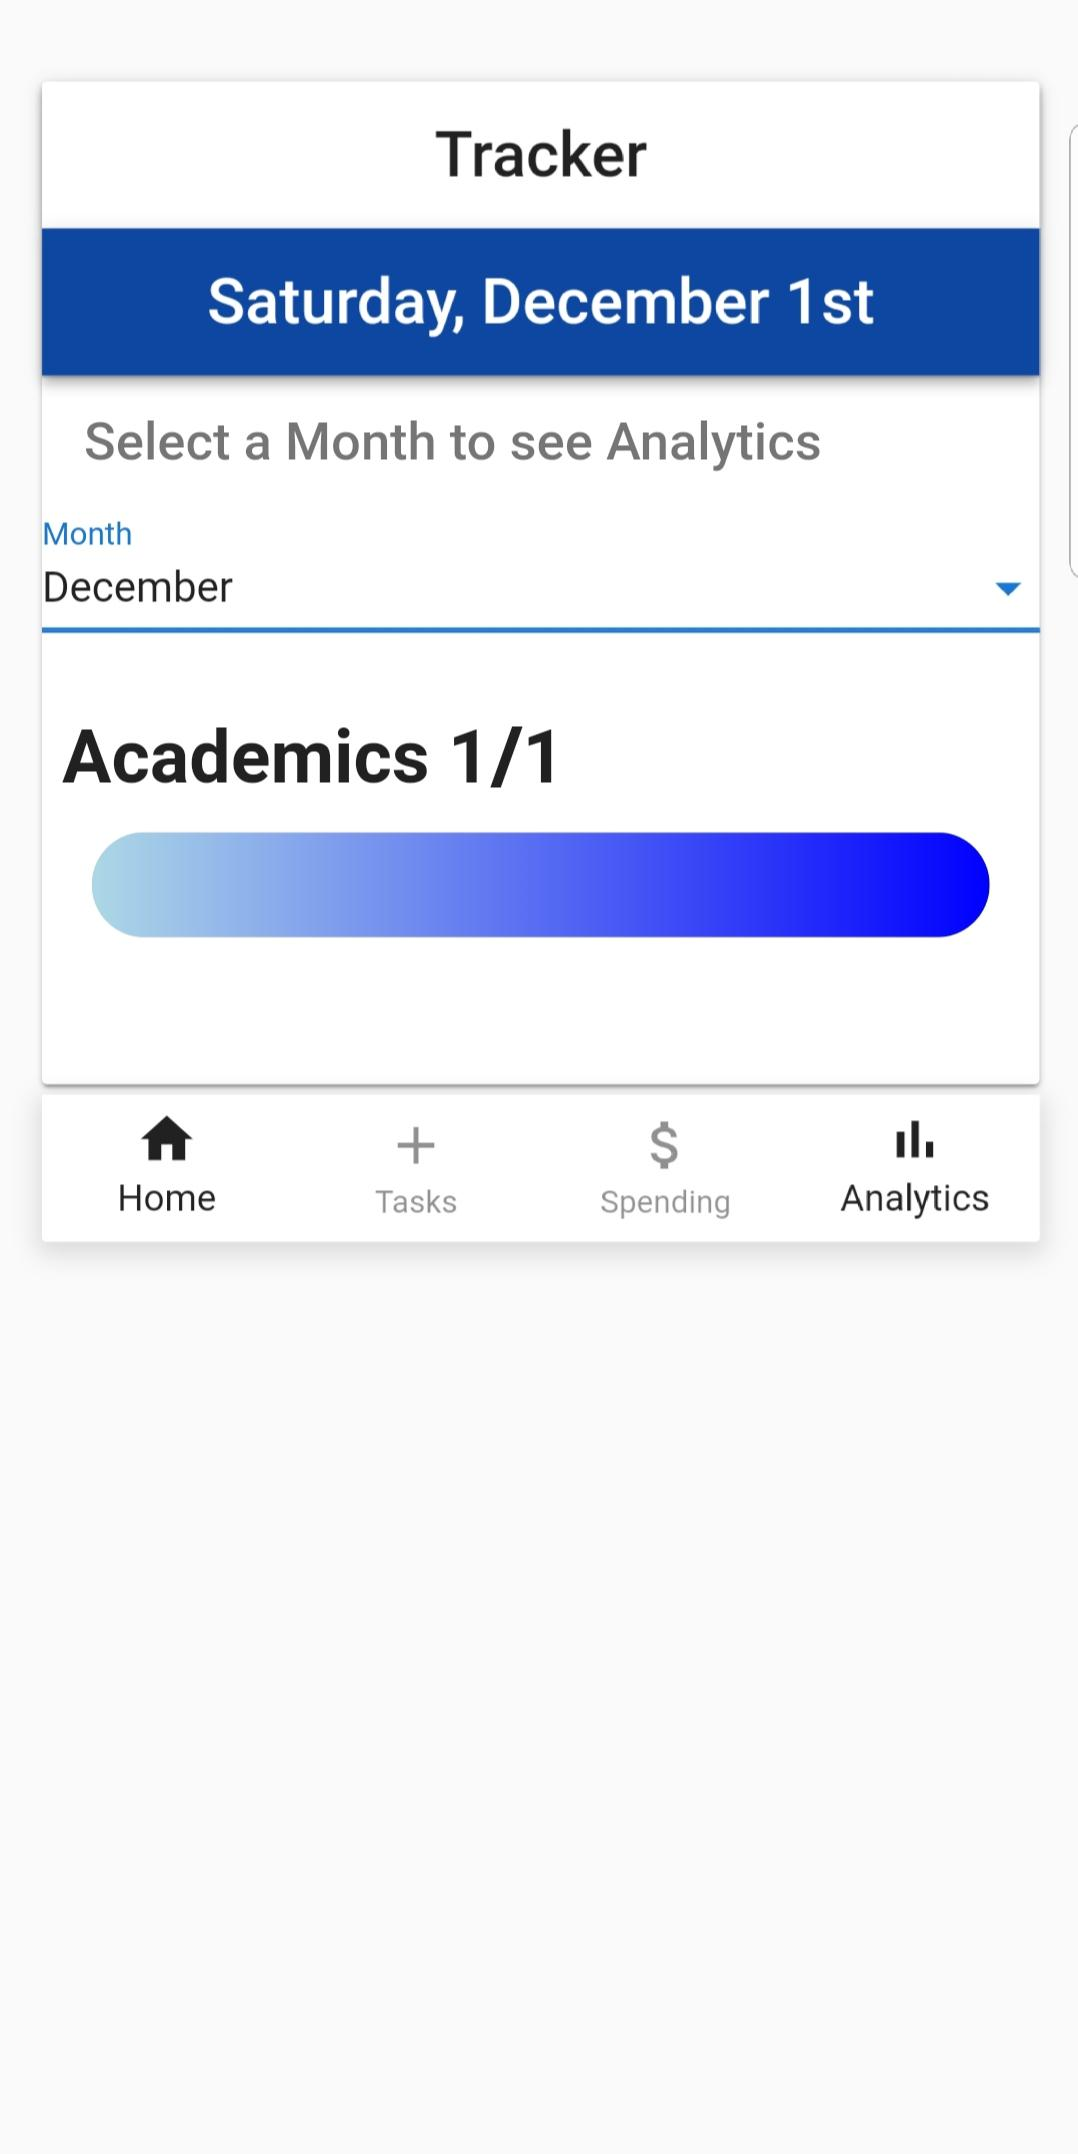 Tracker
Saturday, December 1st
Select a Month to see Analytics
Month
December
Academics 1/1
Home
Tasks
Spending
Analytics